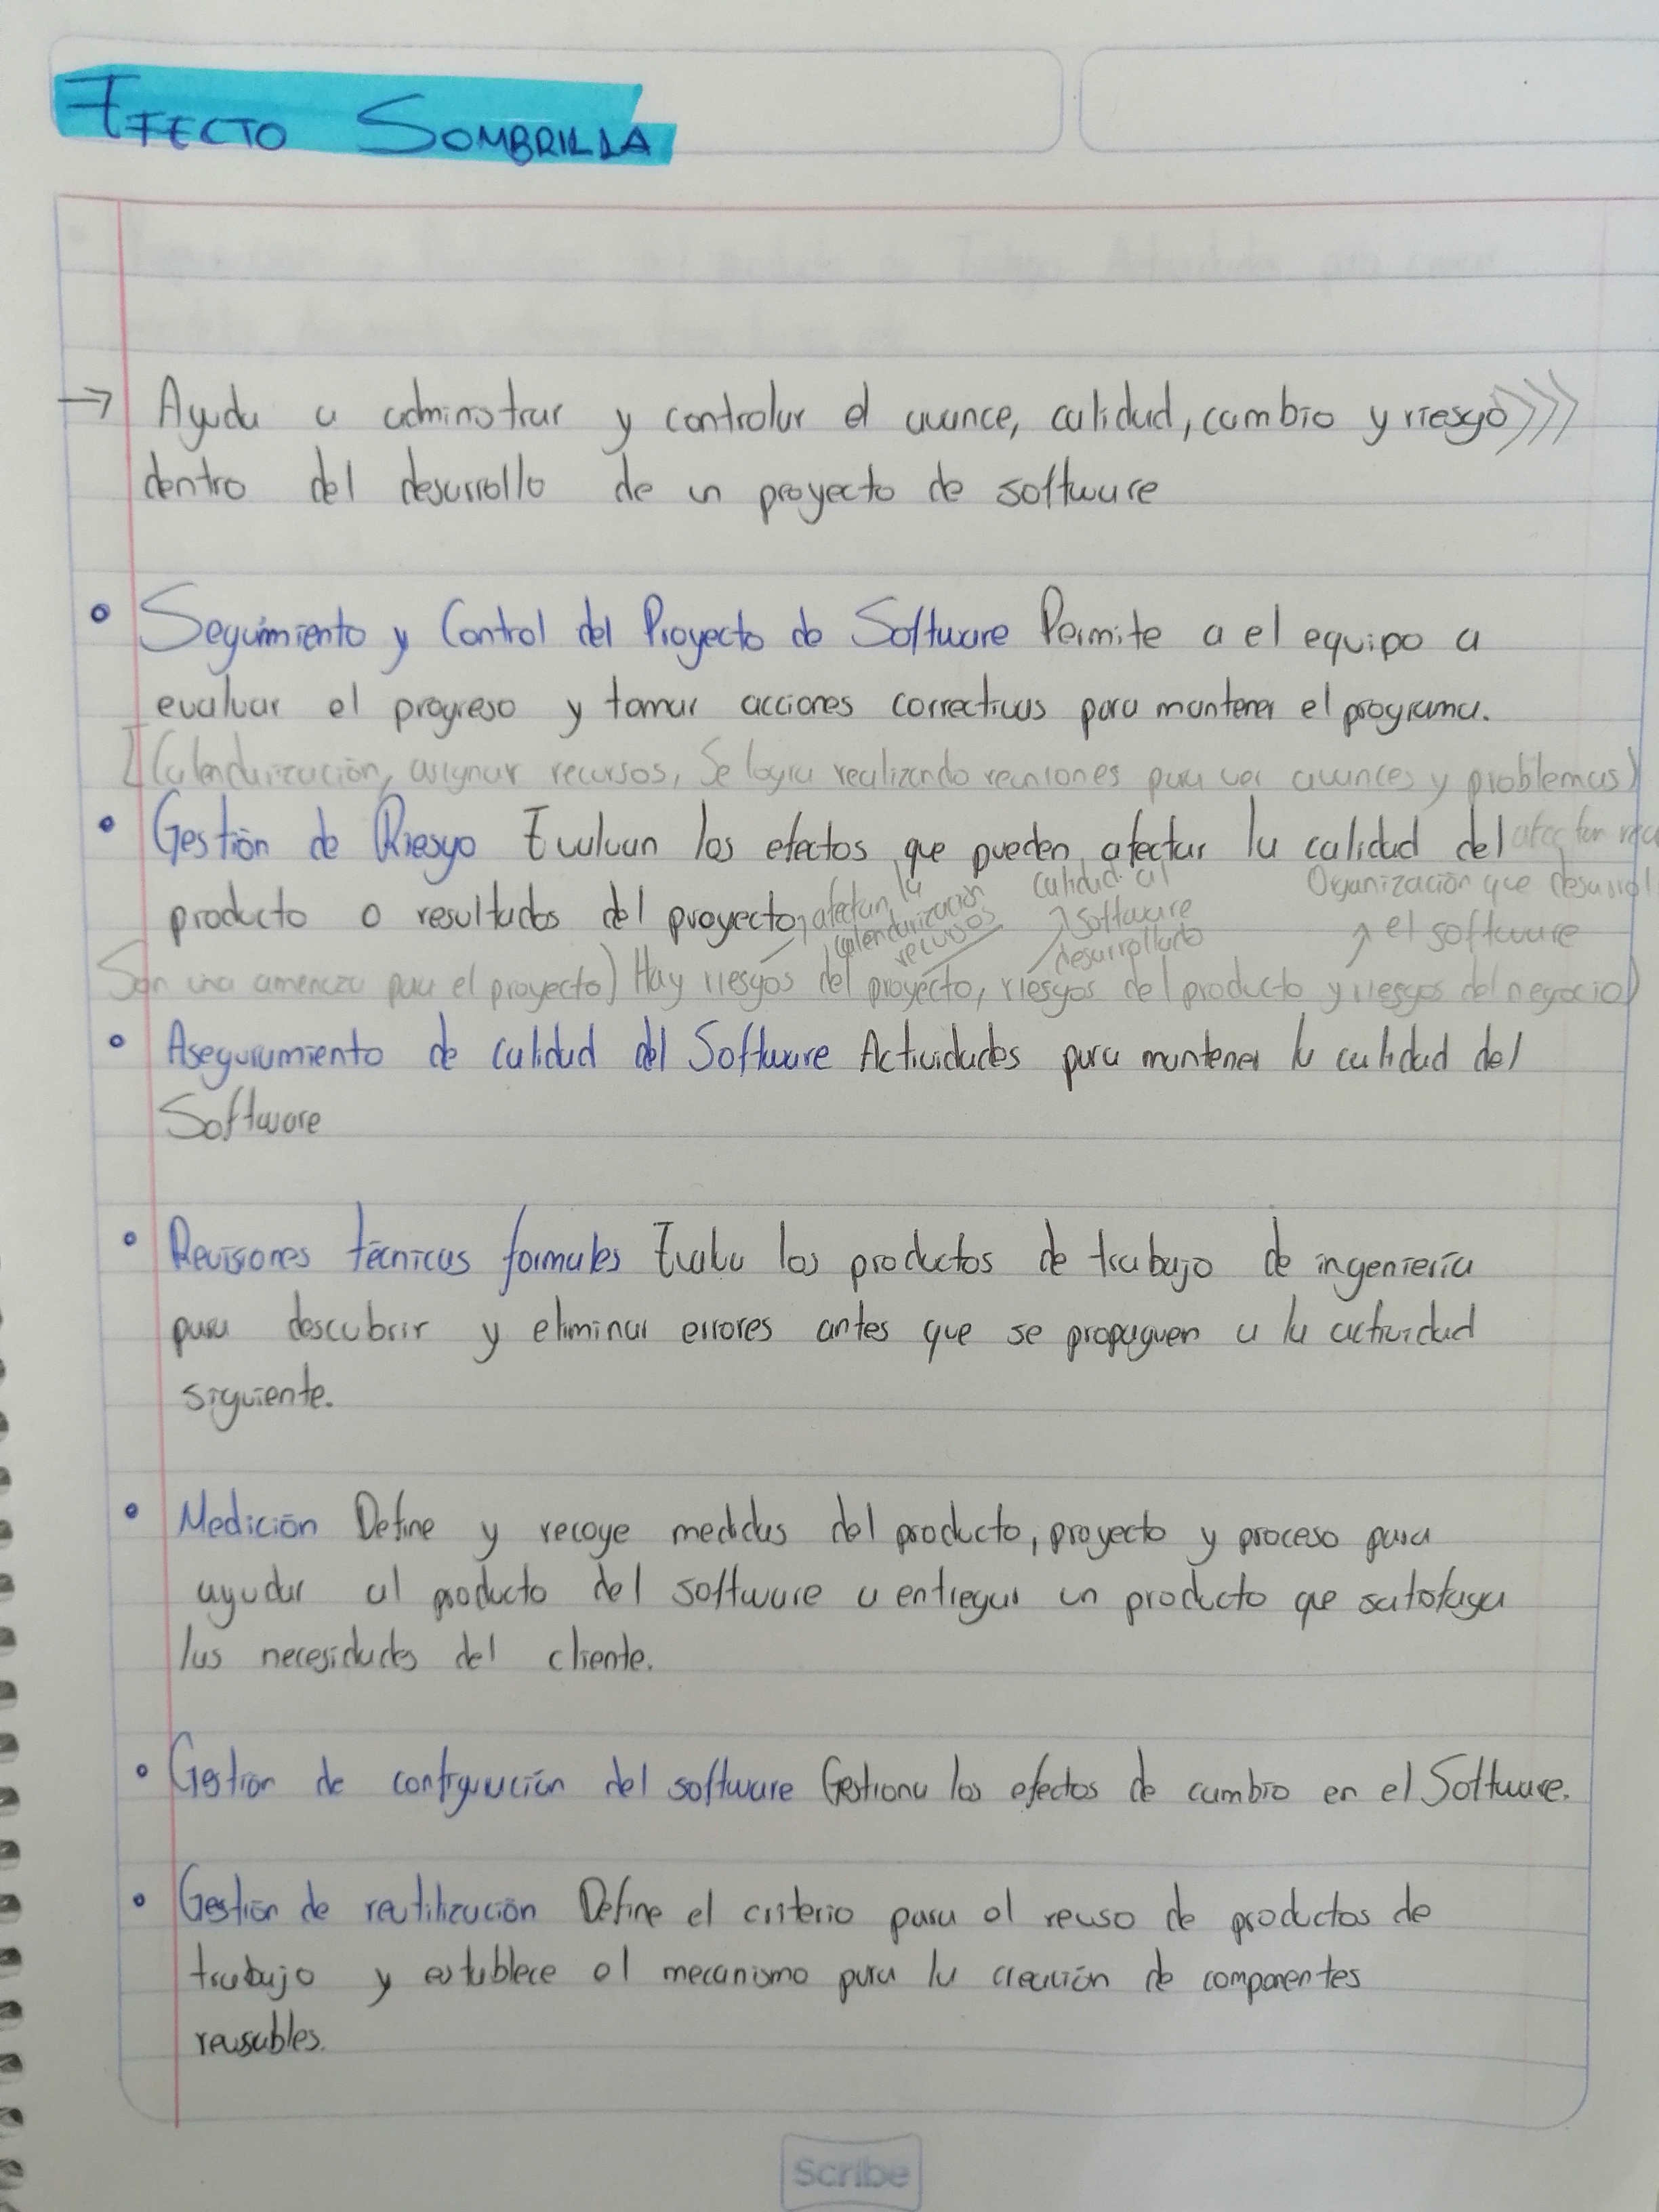 EFECTO SOMBRILLA
→ Ayuda a administrar y controlar el avance, calidad, cambio y riesgo
dentro del desarrollo de un proyecto de software
• Seguimiento y Control del Proyecto de Software Permite a el equipo a
evaluar el progreso y tomar acciones correctivas para mantener el programa.
[Calendarización, asignar recursos, Se logra realizando reuniones para ver avances y problemas)
• Gestión de Riesgo Evaluan los efectos que pueden afectar la calidad del afectan
producto o resultados del proyecto
afectan la
calendarización
recursos
calidad al
software
desarrollado
Organización que desarrol
el software
Son una amenaza para el proyecto) Hay riesgos del proyecto, riesgos del producto y riesgos del negocio)
• Aseguramiento de calidad del Software Actividades para mantener la calidad del
Software
• Revisiones técnicas formales Evalua los productos de trabajo de ingeniería
para descubrir y eliminar errores antes que se propaguen a la actividad
siguiente.
• Medición Define y recoge medidas del producto, proyecto y proceso para
ayudar al producto del software a entregar un producto que satisfaga
las necesidades del cliente.
• Gestión de configuración del software Gestiona los efectos de cambio en el Software.
• Gestión de reutilización Define el criterio para el reuso de productos de
trabajo y establece el mecanismo para la creación de componentes
reusables.
Scribe